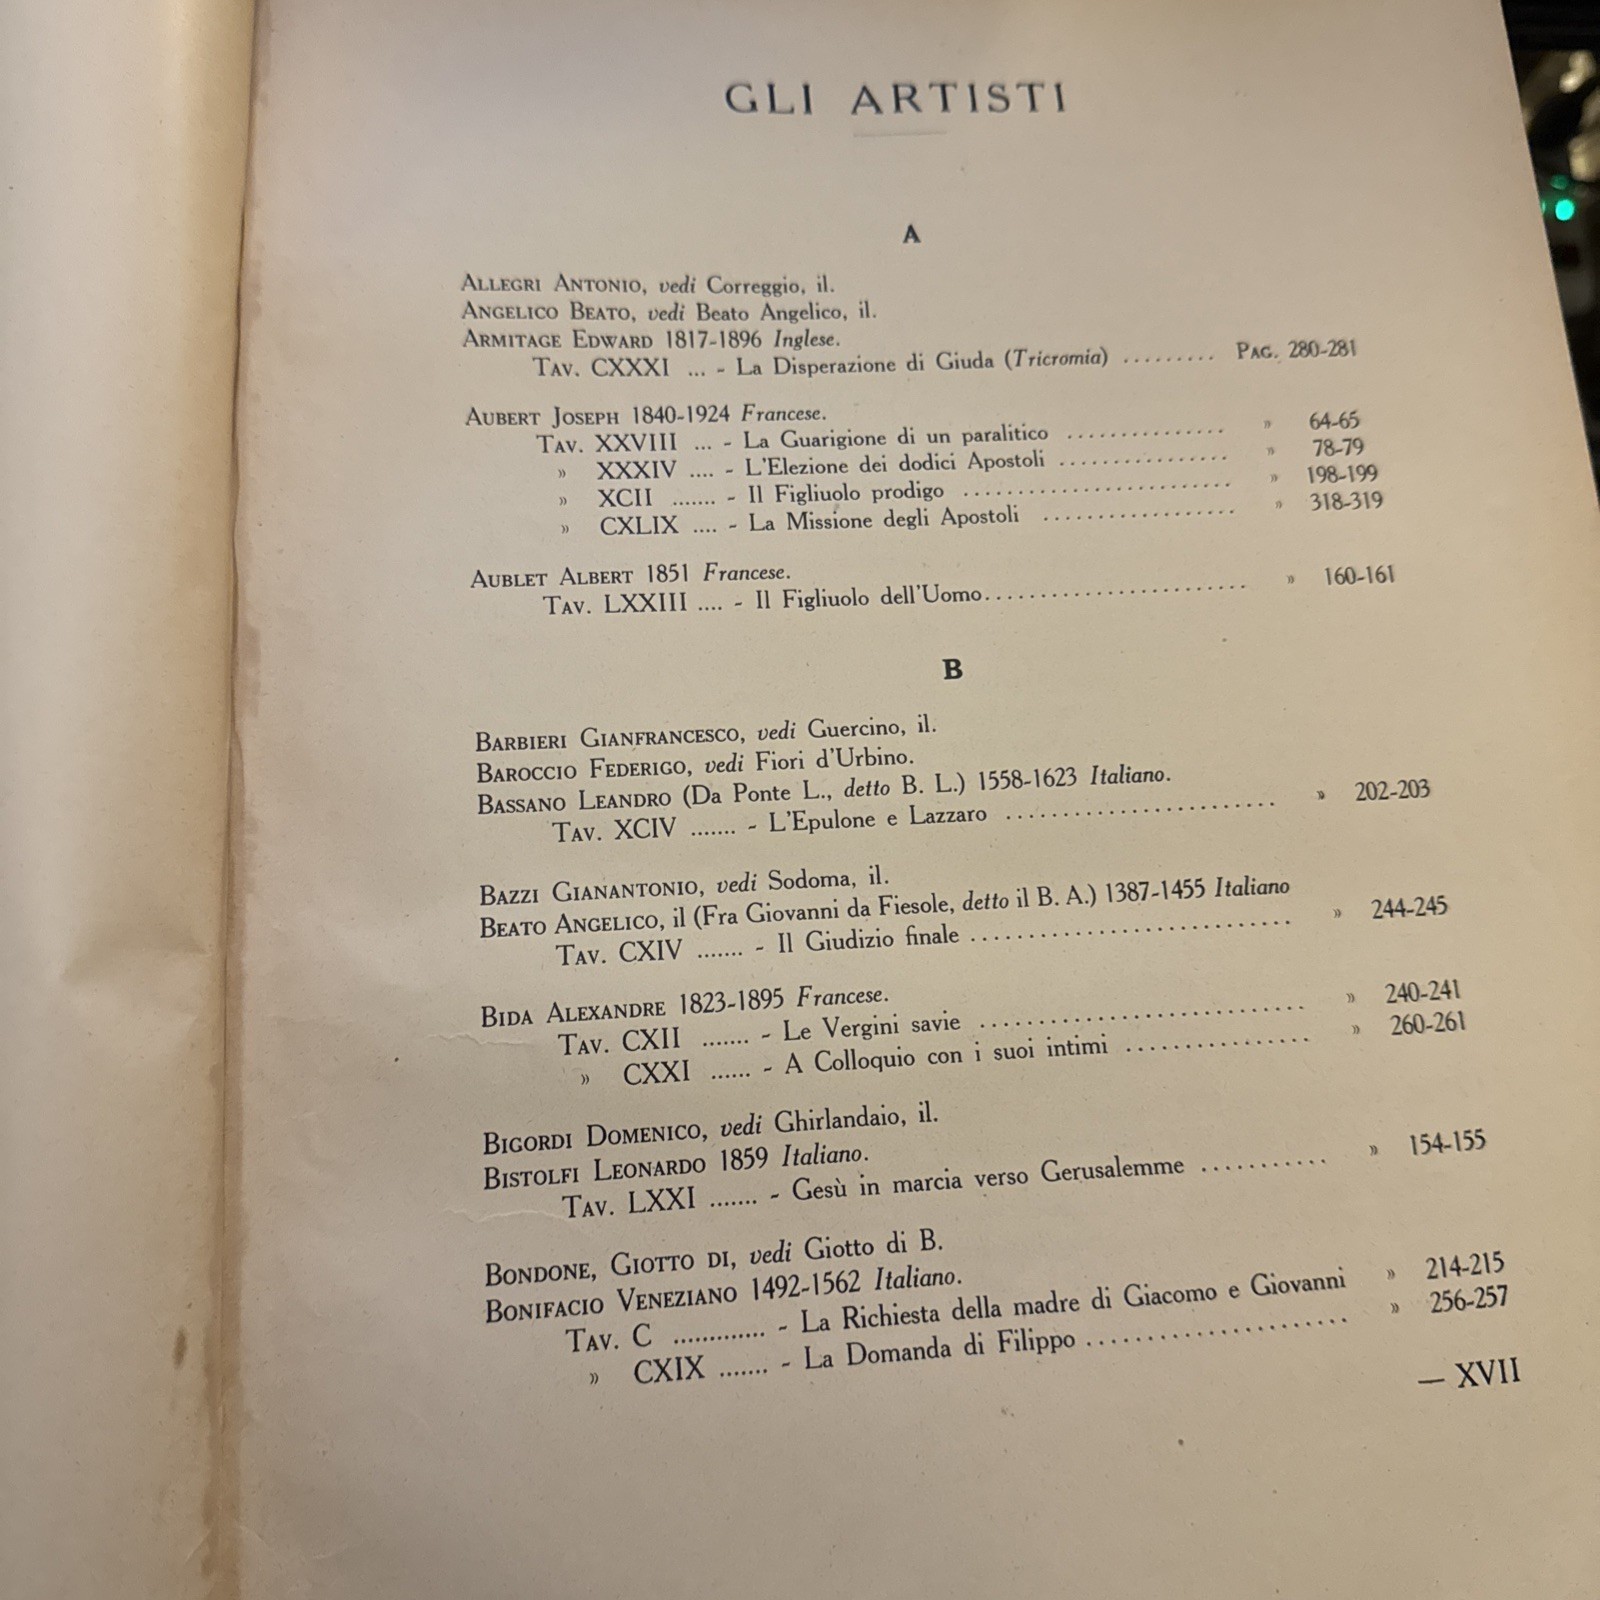 GLI ARTISTI
A
ALLEGRI ANTONIO, vedi Correggio, il.
ANGELICO BEATO, vedi Beato Angelico, il.
ARMITAGE EDWARD 1817-1896 Inglese.
TAV. CXXXI ... - La Disperazione di Giuda (Tricromia) ......... PAG. 280-281
AUBERT JOSEPH 1840-1924 Francese.
TAV. XXVIII ... - La Guarigione di un paralitico ............... » 64-65
» XXXIV .... - L'Elezione dei dodici Apostoli ............... » 78-79
» XCII ....... - Il Figliuolo prodigo ........................ » 198-199
» CXLIX .... - La Missione degli Apostoli ................. » 318-319
AUBLET ALBERT 1851 Francese.
TAV. LXXIII .... - Il Figliuolo dell'Uomo....................... » 160-161
B
BARBIERI GIANFRANCESCO, vedi Guercino, il.
BAROCCIO FEDERIGO, vedi Fiori d'Urbino.
BASSANO LEANDRO (Da Ponte L., detto B. L.) 1558-1623 Italiano.
TAV. XCIV ....... - L'Epulone e Lazzaro ........................ » 202-203
BAZZI GIANANTONIO, vedi Sodoma, il.
BEATO ANGELICO, il (Fra Giovanni da Fiesole, detto il B. A.) 1387-1455 Italiano
TAV. CXIV ....... - Il Giudizio finale ............................ » 244-245
BIDA ALEXANDRE 1823-1895 Francese.
TAV. CXII ....... - Le Vergini savie ............................ » 240-241
» CXXI ...... - A Colloquio con i suoi intimi ................ » 260-261
BIGORDI DOMENICO, vedi Ghirlandaio, il.
BISTOLFI LEONARDO 1859 Italiano.
TAV. LXXI ....... - Gesù in marcia verso Gerusalemme ........... » 154-155
BONDONE, GIOTTO DI, vedi Giotto di B.
BONIFACIO VENEZIANO 1492-1562 Italiano.
TAV. C ............. - La Richiesta della madre di Giacomo e Giovanni » 214-215
» CXIX ....... - La Domanda di Filippo ....................... » 256-257
— XVII